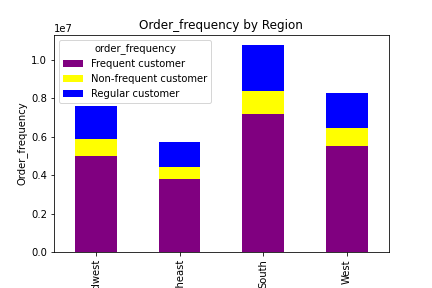 Order_frequency by Region
1e7
order_frequency
Frequent customer
Non-frequent customer
Regular customer
Order_frequency
1.0
0.8
0.6
0.4
0.2
0.0
dwest
heast
South
West